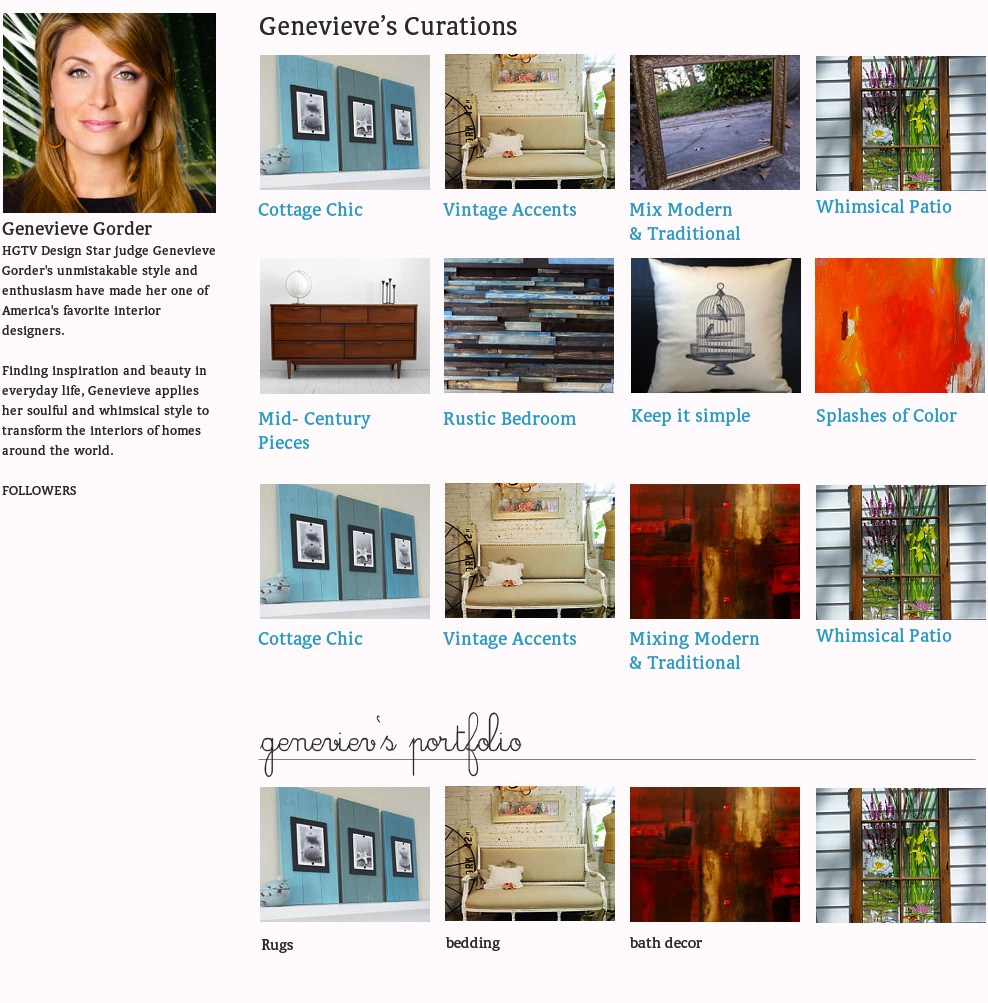 Genevieve Gorder
HGTV Design Star judge Genevieve
Gorder's unmistakable style and
enthusiasm have made her one of
America's favorite interior
designers.
Finding inspiration and beauty in
everyday life, Genevieve applies
her soulful and whimsical style to
transform the interiors of homes
around the world.
FOLLOWERS
Genevieve’s Curations
Cottage Chic
Vintage Accents
Mix Modern
& Traditional
Whimsical Patio
Mid- Century
Pieces
Rustic Bedroom
Keep it simple
Splashes of Color
Cottage Chic
Vintage Accents
Mixing Modern
& Traditional
Whimsical Patio
geneviev's portfolio
Rugs
bedding
bath decor